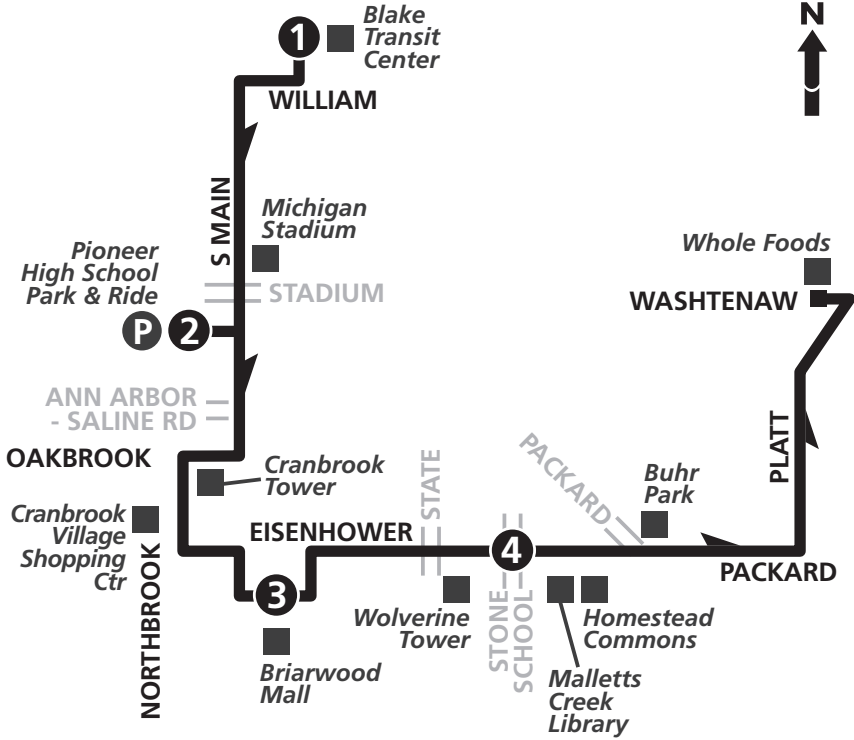 N
1
Blake
Transit
Center
WILLIAM
S MAIN
Michigan
Stadium
Pioneer
High School
Park & Ride
STADIUM
P
2
Whole Foods
WASHTENAW
ANN ARBOR
- SALINE RD
OAKBROOK
Cranbrook
Tower
Cranbrook
Village
Shopping
Ctr
NORTHBROOK
EISENHOWER
STATE
PACKARD
Buhr
Park
PLATT
3
4
PACKARD
Briarwood
Mall
Wolverine
Tower
STONE
SCHOOL
Homestead
Commons
Malletts
Creek
Library